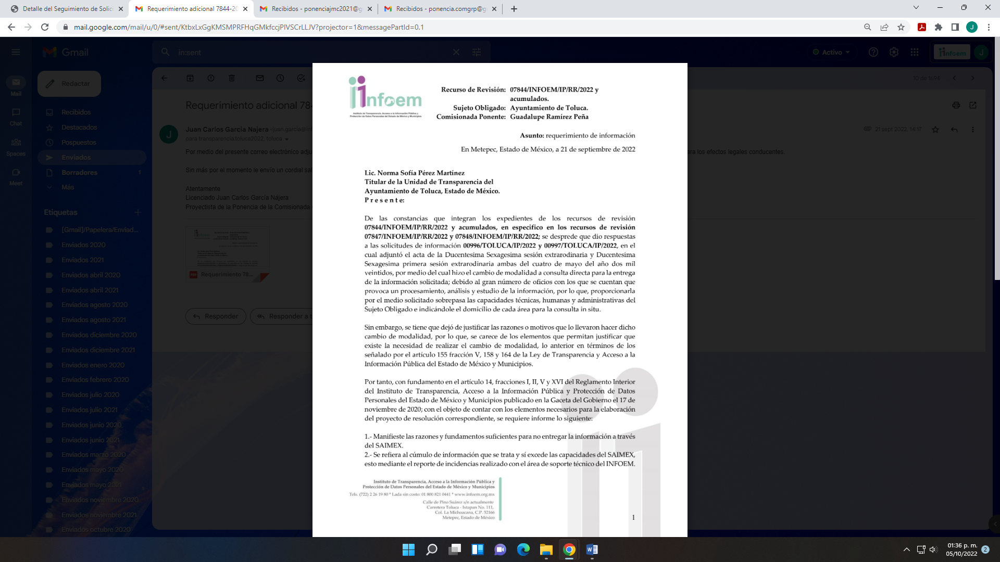 Detalle del Seguimiento de Solici
Requerimiento adicional 7844-20
Recibidos - ponenciajmc2021@g
Recibidos - ponencia.comgrp@g
mail.google.com/mail/u/0/#sent/KtbxLxGgKMSMPRFHqGMkfccjPlVSCrLLJV?projector=1&messagePartId=0.1
J
Gmail
in:sent
Activo
infoem
J
Redactar
10 de 1694
Mail
Chat
Spaces
Meet
Recibidos
Destacados
Pospuestos
Enviados
Borradores 1
Más
Etiquetas
[Gmail]/Papelera/Enviad...
Enviados 2020
Enviados 2021
Enviados abril 2020
Enviados abril 2021
Enviados agosto 2020
Enviados agosto 2021
Enviados diciembre 2020
Enviados diciembre 2021
Enviados enero 2020
Enviados febrero 2020
Enviados julio 2020
Enviados julio 2021
Enviados junio 2020
Enviados junio 2021
Enviados marzo 2020
Enviados mayo 2020
Enviados mayo 2021
Enviados noviembre 2020
Enviados noviembre 2021
Enviados octubre 2020
Requerimiento adicional 784
J
Juan Carlos Garcia Najera <juan.garcia@inf
para transparencia.toluca2022, toluca
21 sept 2022, 14:17
Por medio del presente correo electrónico adju
ara los efectos legales conducentes.
Sin más por el momento le envío un cordial sal
Atentamente
Licenciado Juan Carlos García Nájera
Proyectista de la Ponencia de la Comisionada
Requerimiento 78...
Responder
Responder a t
infoem
Instituto de Transparencia, Acceso a la Información Pública y
Protección de Datos Personales del Estado de México y Municipios
Recurso de Revisión: 07844/INFOEM/IP/RR/2022 y
acumulados.
Sujeto Obligado: Ayuntamiento de Toluca.
Comisionada Ponente: Guadalupe Ramírez Peña
Asunto: requerimiento de información
En Metepec, Estado de México, a 21 de septiembre de 2022
Lic. Norma Sofía Pérez Martínez
Titular de la Unidad de Transparencia del
Ayuntamiento de Toluca, Estado de México.
P r e s e n t e:
De las constancias que integran los expedientes de los recursos de revisión
07844/INFOEM/IP/RR/2022 y acumulados, en especifico en los recursos de revisión
07847/INFOEM/IP/RR/2022 y 07848/INFOEM/IP/RR/2022; se desprede que dio respuestas
a las solicitudes de información 00996/TOLUCA/IP/2022 y 00997/TOLUCA/IP/2022, en el
cual adjuntó el acta de la Ducentesima Sexagesima sesión extrarodinaria y Ducentesima
Sexagesima primera sesión extrarodinaria ambas del cuatro de mayo del año dos mil
veintidos, por medio del cual hizo el cambio de modalidad a consulta directa para la entrega
de la información solicitada; debido al gran número de oficios con los que se cuentan que
provoca un procesamiento, análisis y estudio de la información, por lo que, proporcionarla
por el medio solicitado sobrepasa las capacidades técnicas, humanas y administrativas del
Sujeto Obligado e indicándole el domicilio de cada área para la consulta in situ.
Sin embargo, se tiene que dejó de justificar las razones o motivos que lo llevaron hacer dicho
cambio de modalidad, por lo que, se carece de los elementos que permitan justificar que
existe la necesidad de realizar el cambio de modalidad, lo anterior en términos de los
señalado por el artículo 155 fracción V, 158 y 164 de la Ley de Transparencia y Acceso a la
Información Pública del Estado de México y Municipios.
Por tanto, con fundamento en el artículo 14, fracciones I, II, V y XVI del Reglamento Interior
del Instituto de Transparencia, Acceso a la Información Pública y Protección de Datos
Personales del Estado de México y Municipios publicado en la Gaceta del Gobierno el 17 de
noviembre de 2020; con el objeto de contar con los elementos necesarios para la elaboración
del proyecto de resolución correspondiente, se requiere informe lo siguiente:
1.- Manifieste las razones y fundamentos suficientes para no entregar la información a través
del SAIMEX.
2.- Se refiera al cúmulo de información que se trata y sí excede las capacidades del SAIMEX,
esto mediante el reporte de incidencias realizado con el área de soporte técnico del INFOEM.
Instituto de Transparencia, Acceso a la Información Pública y
Protección de Datos Personales del Estado de México y Municipios
Tels. (722) 2 26 19 80 * Lada sin costo: 01 800 821 0441 * www.infoem.org.mx
Calle de Pino Suárez s/n actualmente
Carretera Toluca - Ixtapan No. 111,
Col. La Michoacana, C.P. 52166
Metepec, Estado de México
1
01:36 p. m.
05/10/2022
2